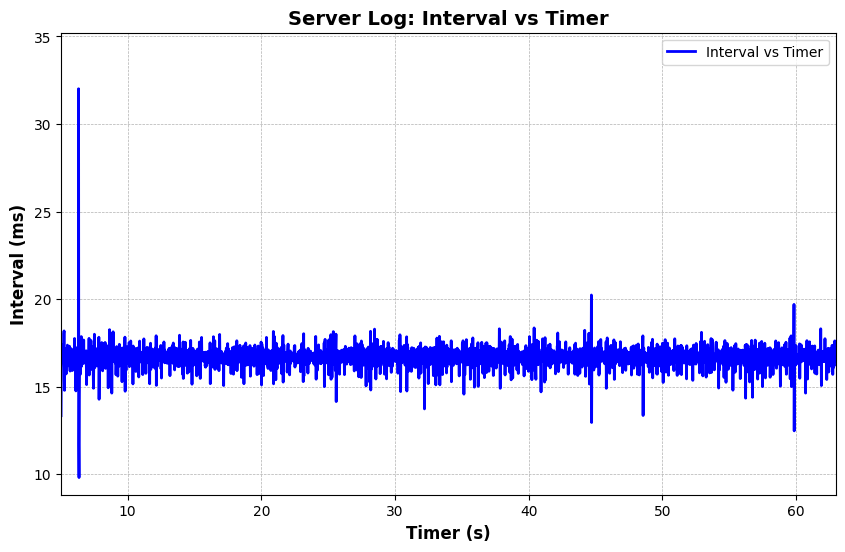 Server Log: Interval vs Timer
Interval vs Timer
35
30
25
20
15
10
Interval (ms)
10 20 30 40 50 60
Timer (s)